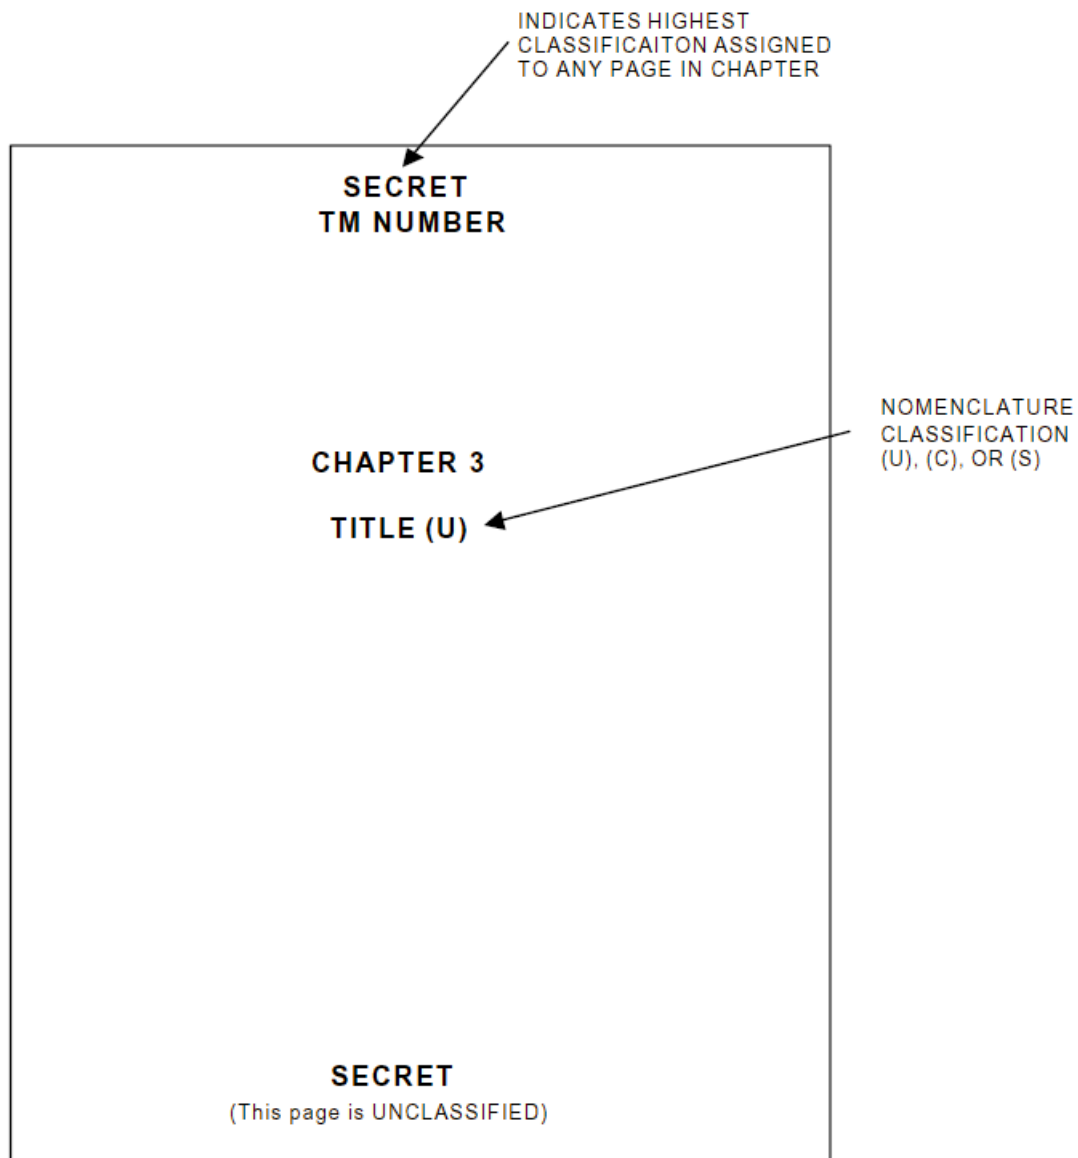 INDICATES HIGHEST
CLASSIFICAITON ASSIGNED
TO ANY PAGE IN CHAPTER
SECRET
TM NUMBER
NOMENCLATURE
CLASSIFICATION
(U), (C), OR (S)
CHAPTER 3
TITLE (U)
SECRET
(This page is UNCLASSIFIED)